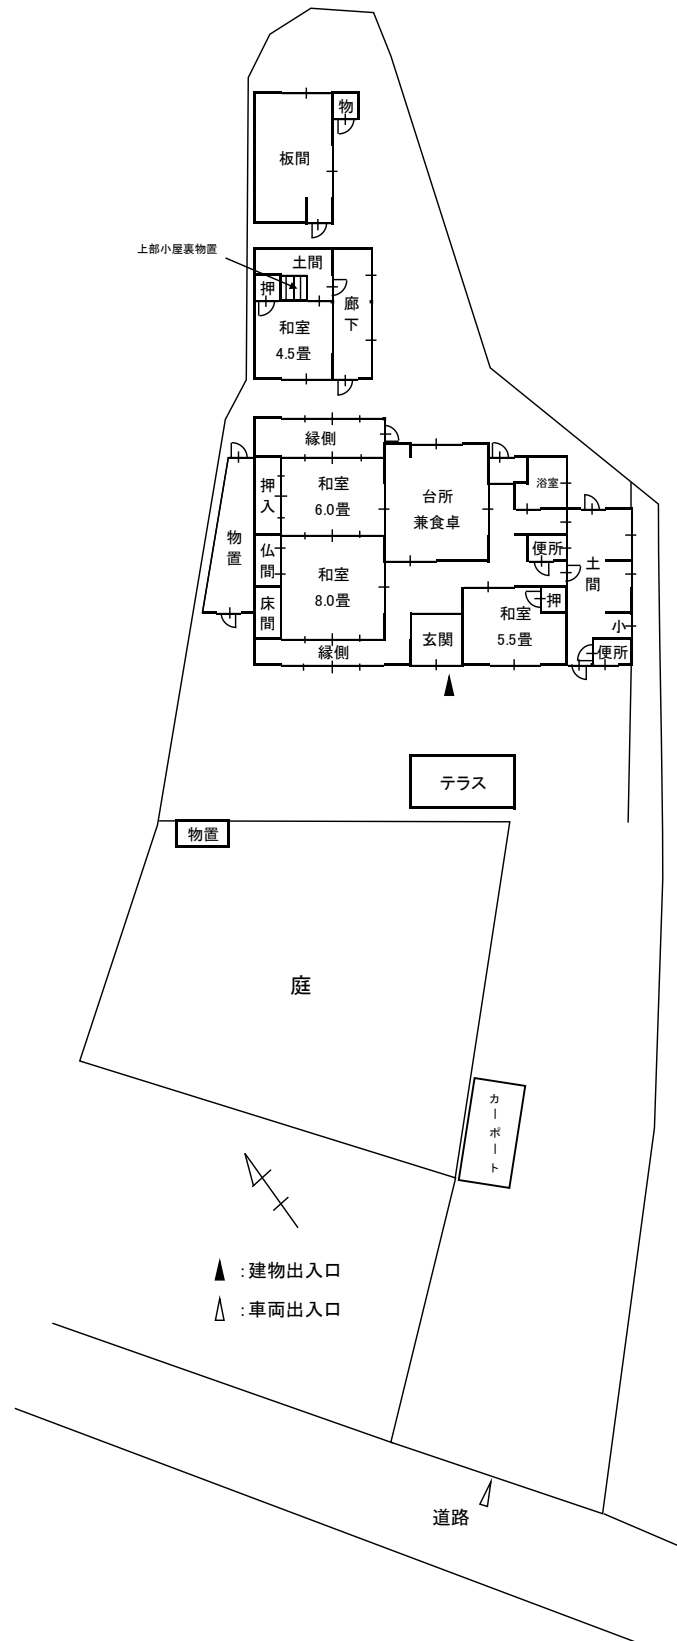 物
板間
上部小屋裏物置
土間
押
廊下
和室
4.5畳
縁側
押入
和室
6.0畳
台所
兼食卓
浴室
物置
仏間
和室
8.0畳
便所
土間
床間
押
和室
5.5畳
玄関
小
縁側
便所
テラス
物置
庭
カーポート
:建物出入口
:車両出入口
道路